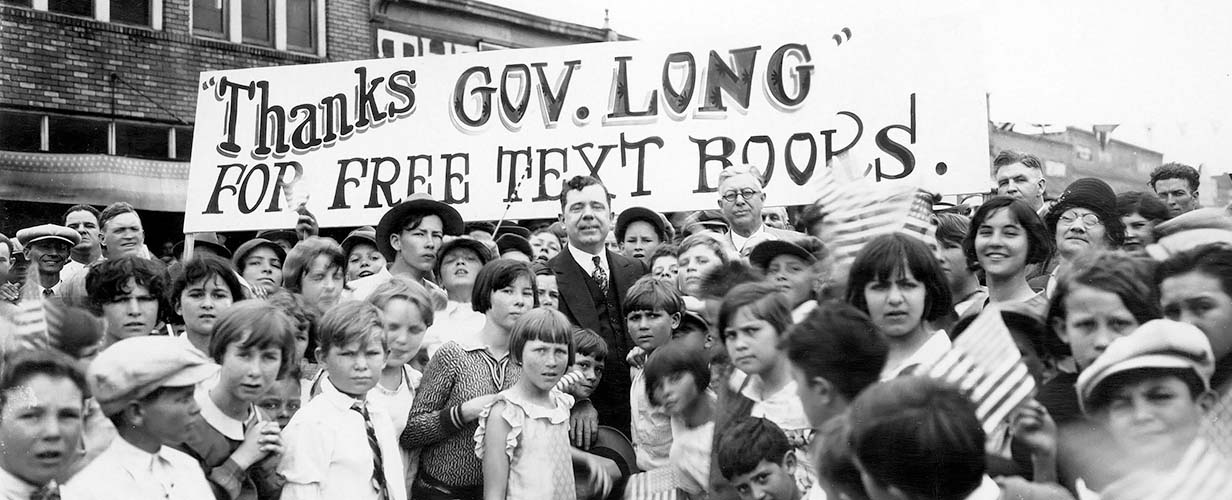 "Thanks GOV. LONG"
FOR FREE TEXT BOOKS.